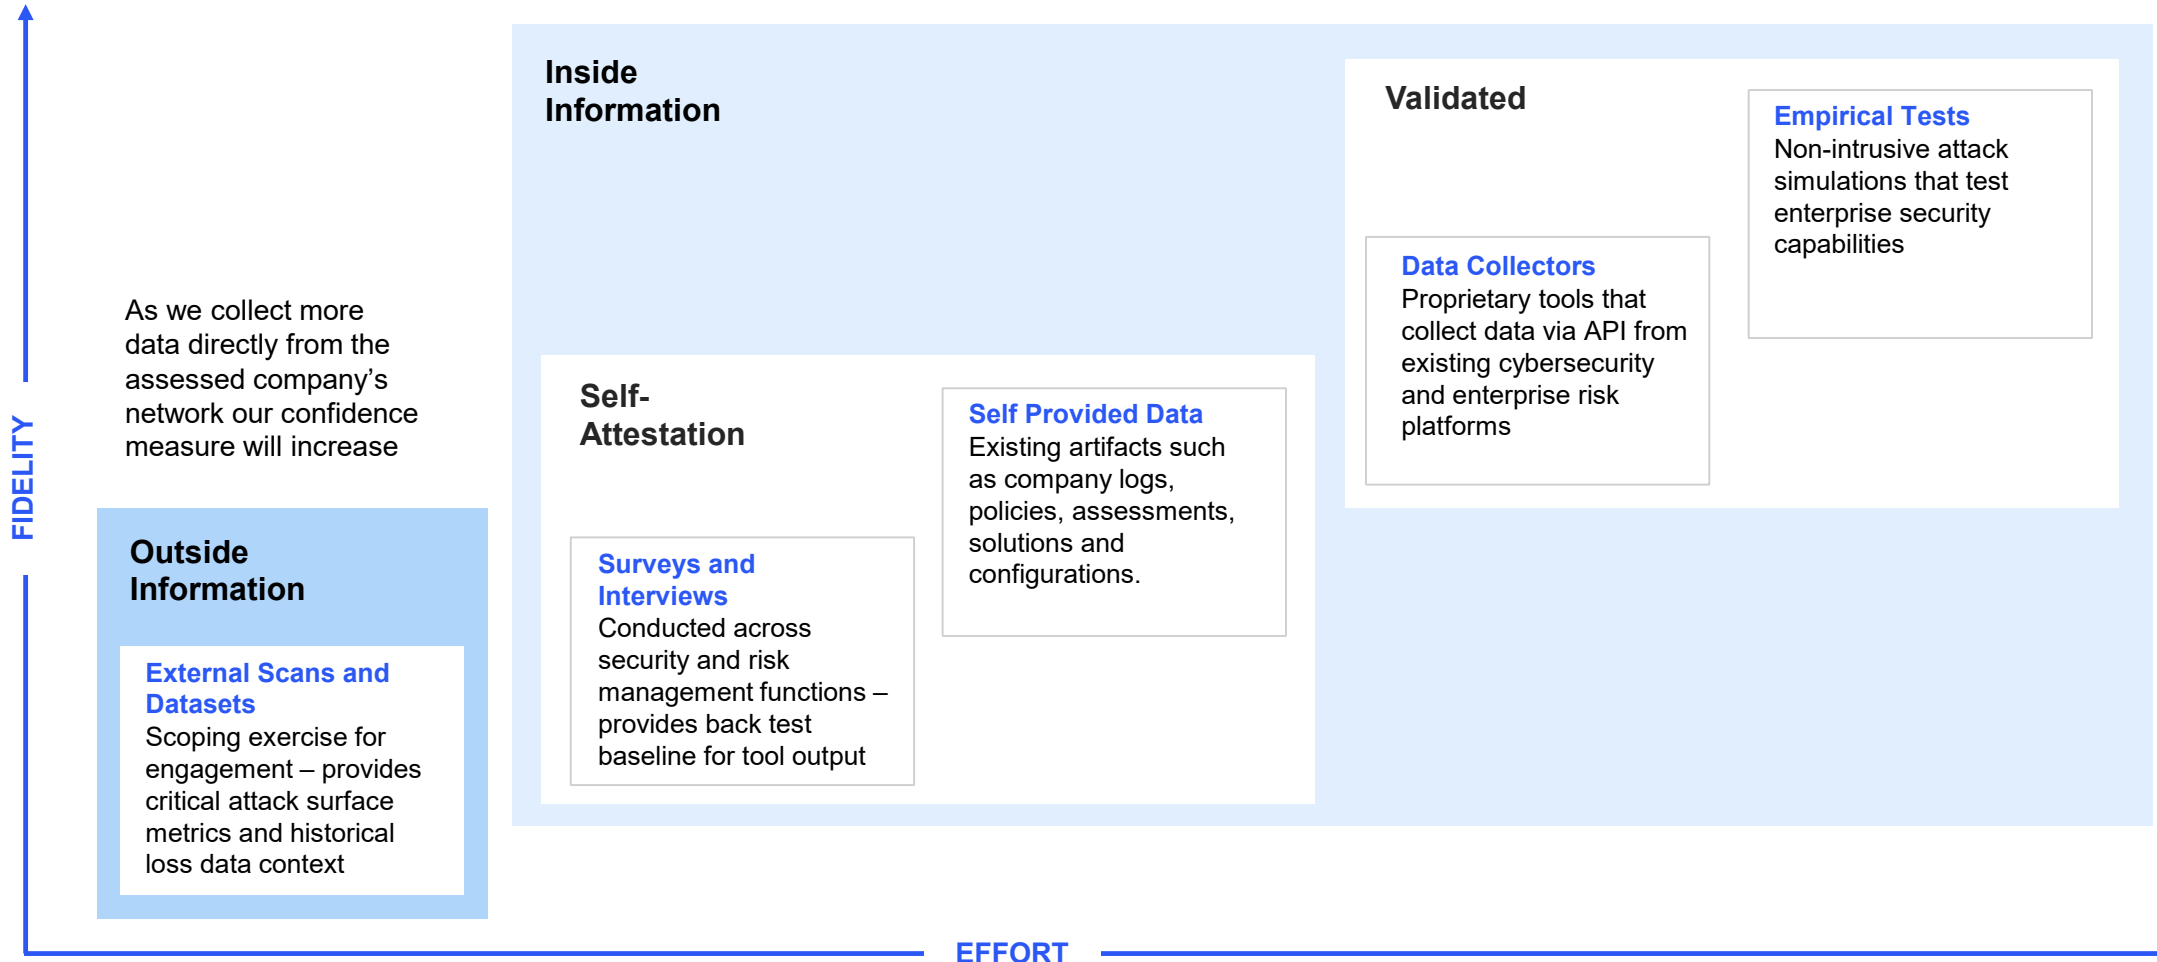 Inside
Information
Validated
Empirical Tests
Non-intrusive attack
simulations that test
enterprise security
capabilities
Data Collectors
Proprietary tools that
collect data via API from
existing cybersecurity
and enterprise risk
platforms
As we collect more
data directly from the
assessed company’s
network our confidence
measure will increase
Self-
Attestation
Self Provided Data
Existing artifacts such
as company logs,
policies, assessments,
solutions and
configurations.
Surveys and
Interviews
Conducted across
security and risk
management functions –
provides back test
baseline for tool output
FIDELITY
Outside
Information
External Scans and
Datasets
Scoping exercise for
engagement – provides
critical attack surface
metrics and historical
loss data context
EFFORT